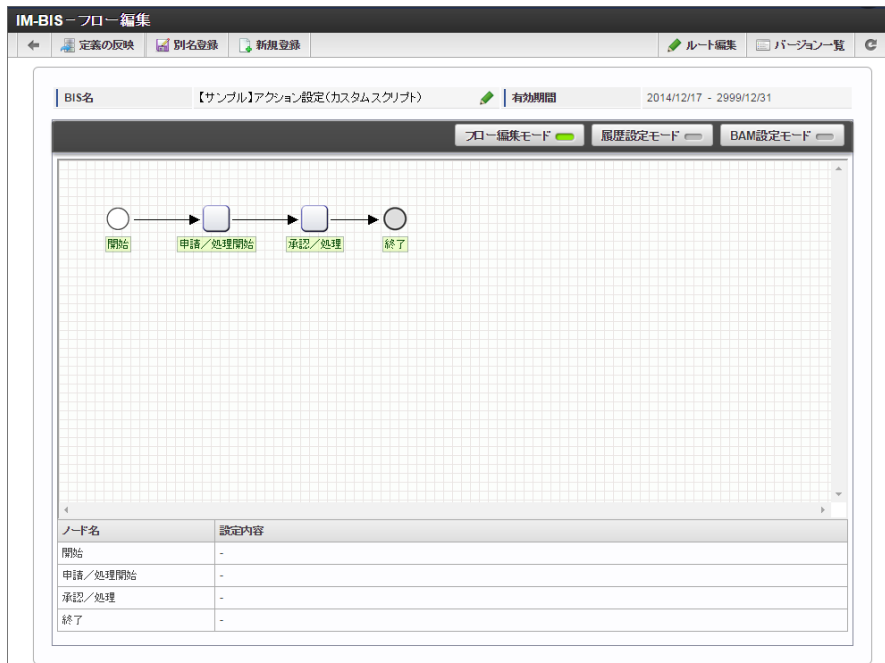 IM-BIS－フロー編集
定義の反映 別名登録 新規登録 ルート編集 バージョン一覧
BIS名 【サンプル】アクション設定(カスタムスクリプト) 有効期間 2014/12/17 - 2999/12/31
フロー編集モード 履歴設定モード BAM設定モード
開始 申請／処理開始 承認／処理 終了
ノード名 設定内容
開始 -
申請／処理開始 -
承認／処理 -
終了 -